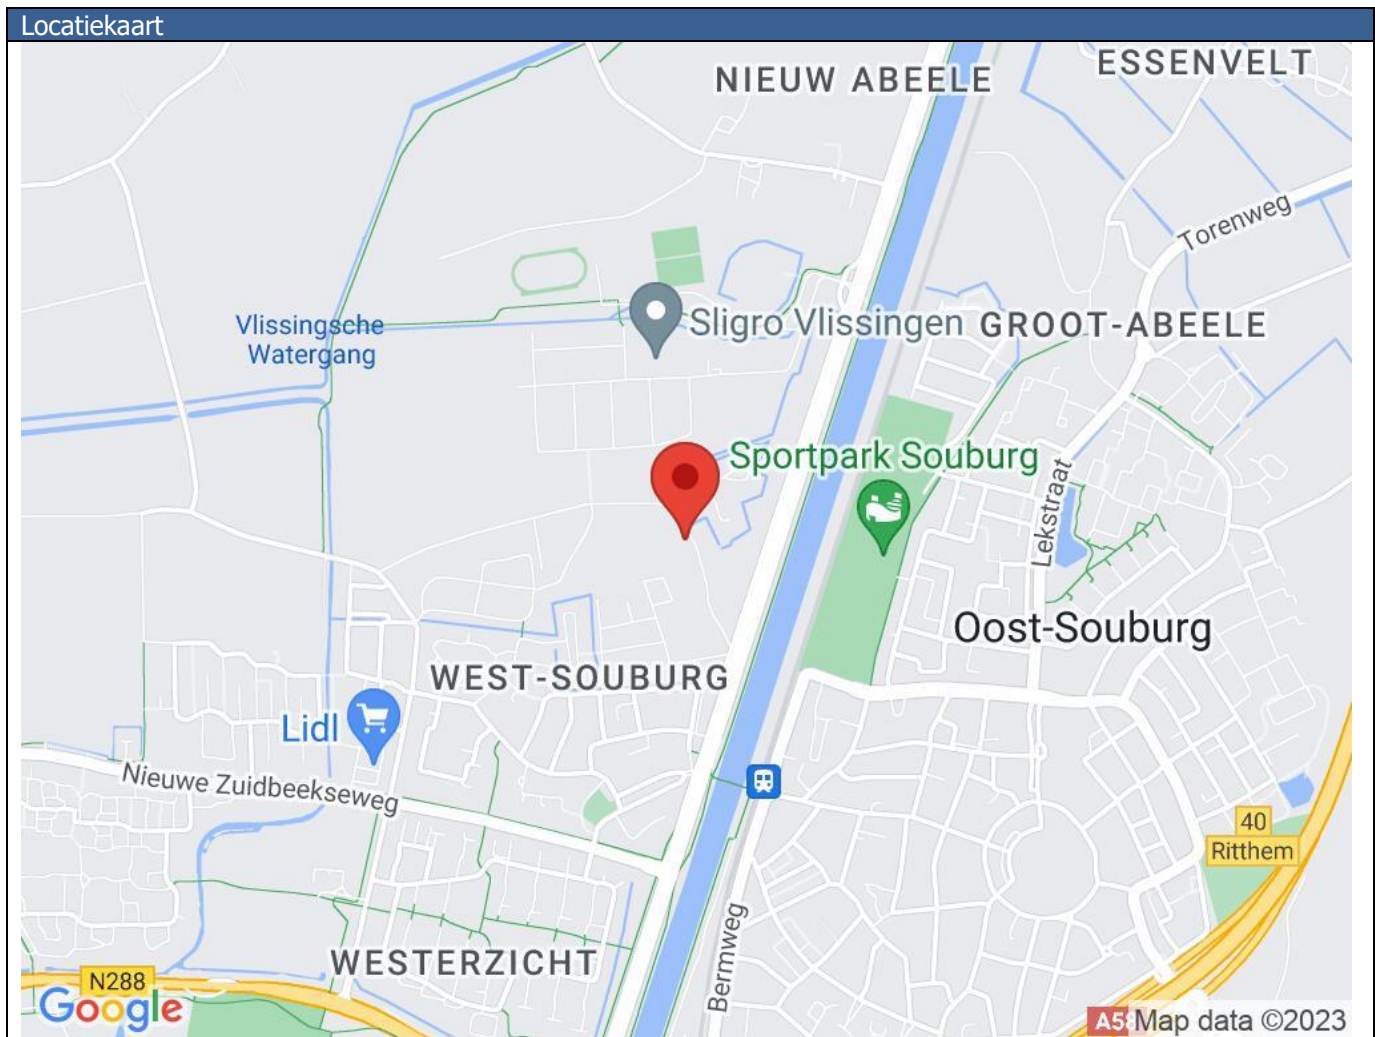 Locatiekaart
ESSENVELT
NIEUW ABEELE
Torenweg
Vlissingsche
Watergang
Sligro Vlissingen
GROOT-ABEELE
Sportpark Souburg
Lekstraat
Oost-Souburg
WEST-SOUBURG
Lidl
Nieuwe Zuidbeekseweg
40
Ritthem
Bermweg
WESTERZICHT
N288
Google
A58
Map data ©2023